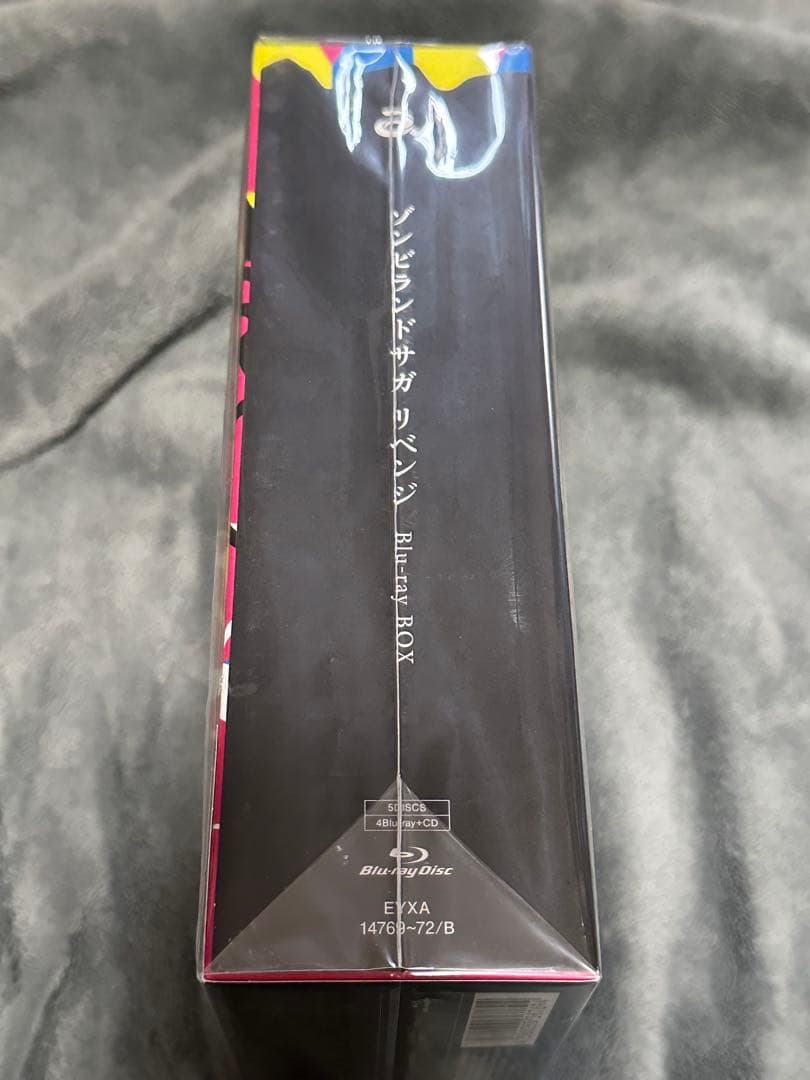 ゾンビランドサガ リベンジ Blu-ray BOX
5DISCS
4Blu-ray+CD
Blu-ray Disc
EYXA
14769~72/B